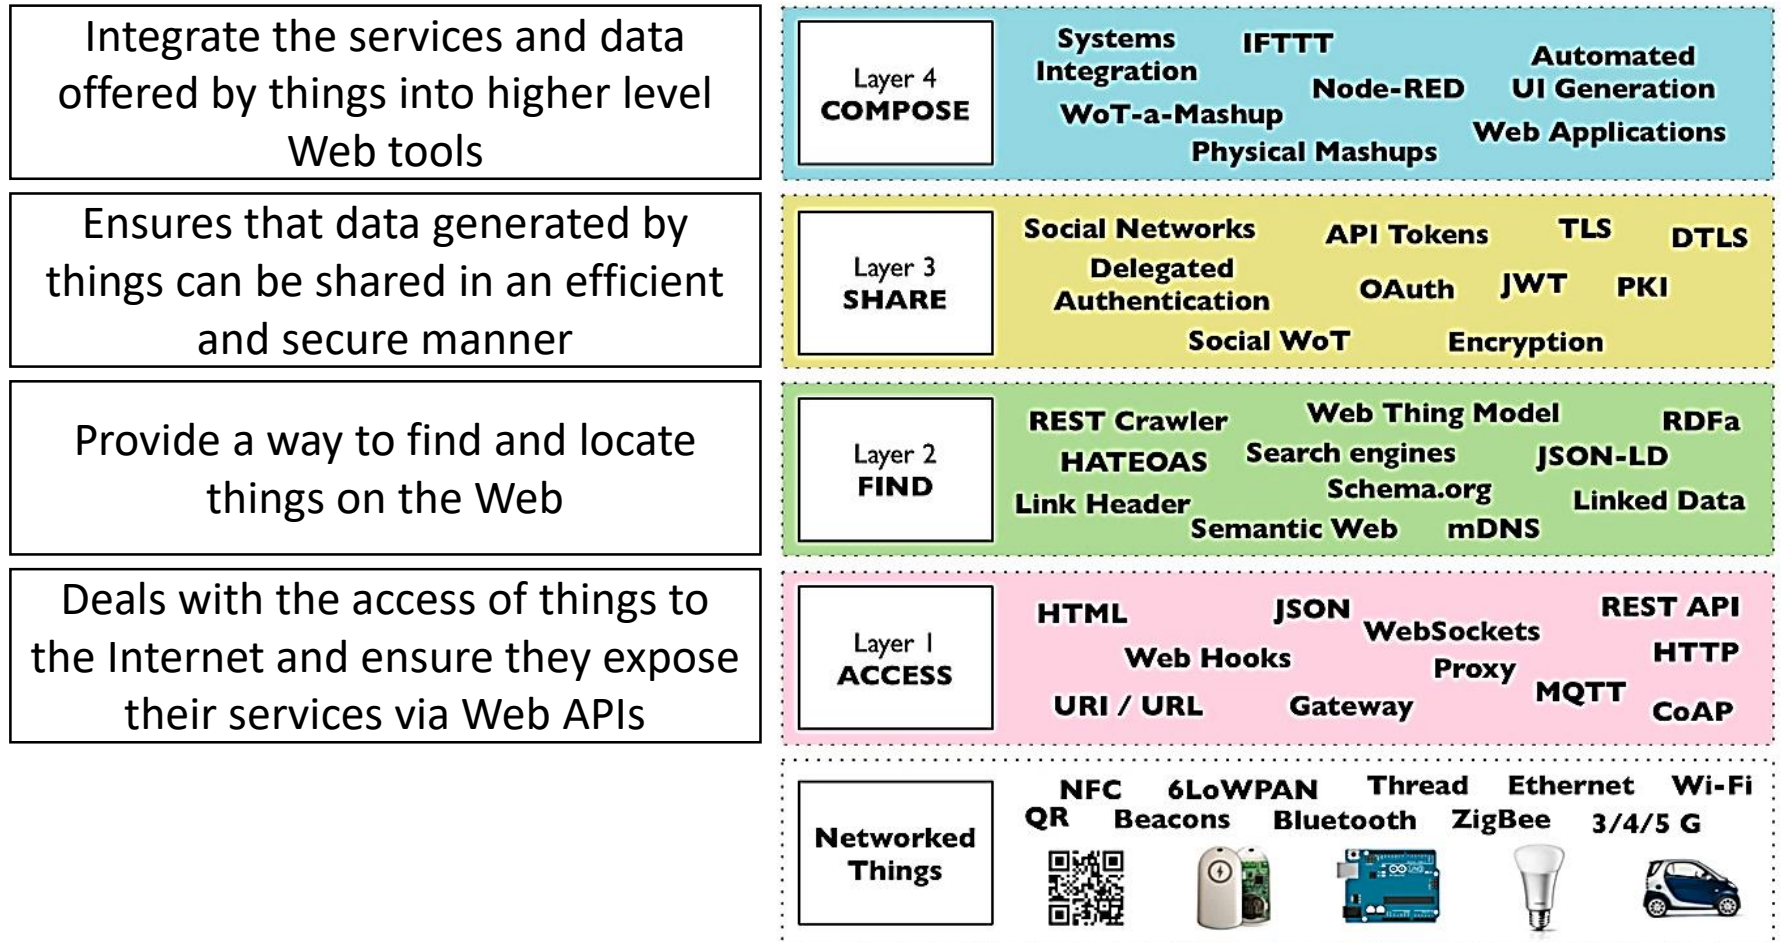 Integrate the services and data
offered by things into higher level
Web tools
Layer 4
COMPOSE
Systems
Integration
IFTTT
Automated
UI Generation
Node-RED
WoT-a-Mashup
Web Applications
Physical Mashups
Ensures that data generated by
things can be shared in an efficient
and secure manner
Layer 3
SHARE
Social Networks
API Tokens
TLS
DTLS
Delegated
Authentication
OAuth
JWT
PKI
Social WoT
Encryption
Provide a way to find and locate
things on the Web
Layer 2
FIND
REST Crawler
Web Thing Model
RDFa
HATEOAS
Search engines
JSON-LD
Schema.org
Link Header
Linked Data
Semantic Web
mDNS
Deals with the access of things to
the Internet and ensure they expose
their services via Web APIs
Layer 1
ACCESS
HTML
JSON
REST API
WebSockets
Web Hooks
Proxy
HTTP
URI / URL
Gateway
MQTT
CoAP
Networked
Things
NFC
6LoWPAN
Thread
Ethernet
Wi-Fi
QR
Beacons
Bluetooth
ZigBee
3/4/5 G